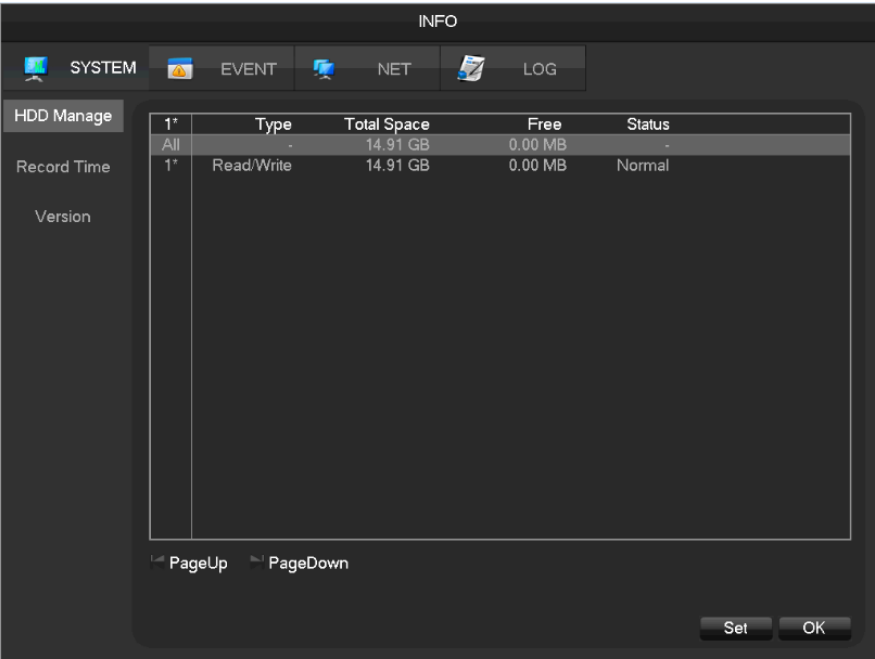 INFO
SYSTEM EVENT NET LOG
HDD Manage
Record Time
Version
1* Type Total Space Free Status
All - 14.91 GB 0.00 MB -
1* Read/Write 14.91 GB 0.00 MB Normal
PageUp PageDown
Set OK